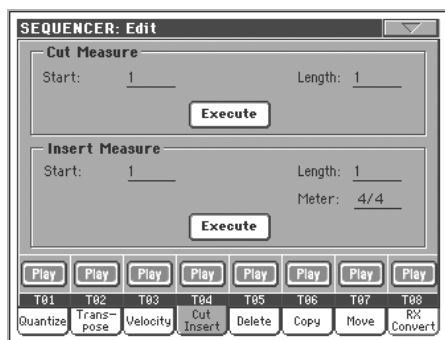 SEQUENCER: Edit
Cut Measure
Start: 1 Length: 1
Execute
Insert Measure
Start: 1 Length: 1
Meter: 4/4
Execute
Play Play Play Play Play Play Play Play
T01 T02 T03 T04 T05 T06 T07 T08
Quantize Trans- Velocity Cut Delete Copy Move RX
pose Insert Convert